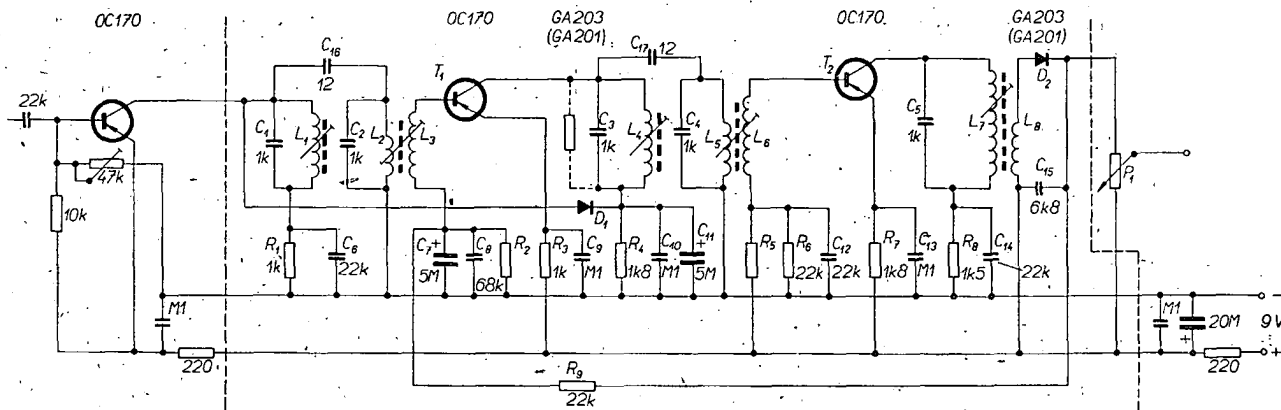 OC170
OC170
GA203
(GA201)
OC170
GA203
(GA201)
22k
47k
10k
M1
220
C16
12
C1
1k
L1
C2
1k
L2
L3
R1
1k
C6
22k
T1
C7
+
5M
C8
68k
R2
R3
1k
C9
M1
D1
C3
1k
L4
C17
12
C4
1k
L5
L6
R4
1k8
C10
M1
C11
+
5M
R5
R6
22k
C12
22k
T2
C5
1k
L7
L8
D2
C15
6k8
P1
R7
1k8
C13
M1
R8
1k5
C14
22k
M1
20M
+
220
−
9V
+
R9
22k